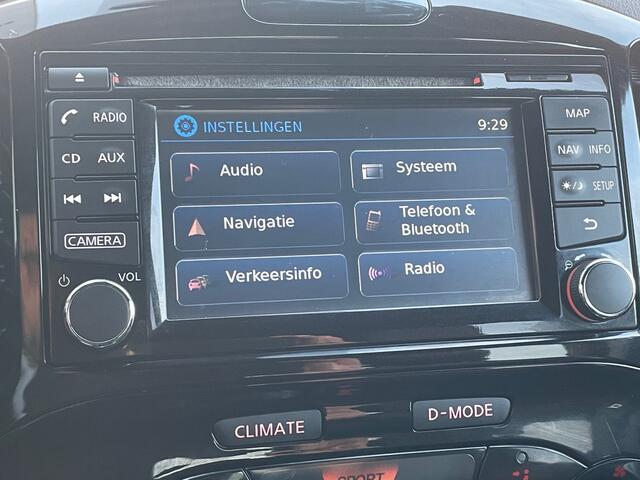 RADIO
CD AUX
CAMERA
VOL
INSTELLINGEN 9:29
Audio
Systeem
Navigatie
Telefoon &
Bluetooth
Verkeersinfo
Radio
MAP
NAV INFO
SETUP
CLIMATE
D-MODE
SPORT